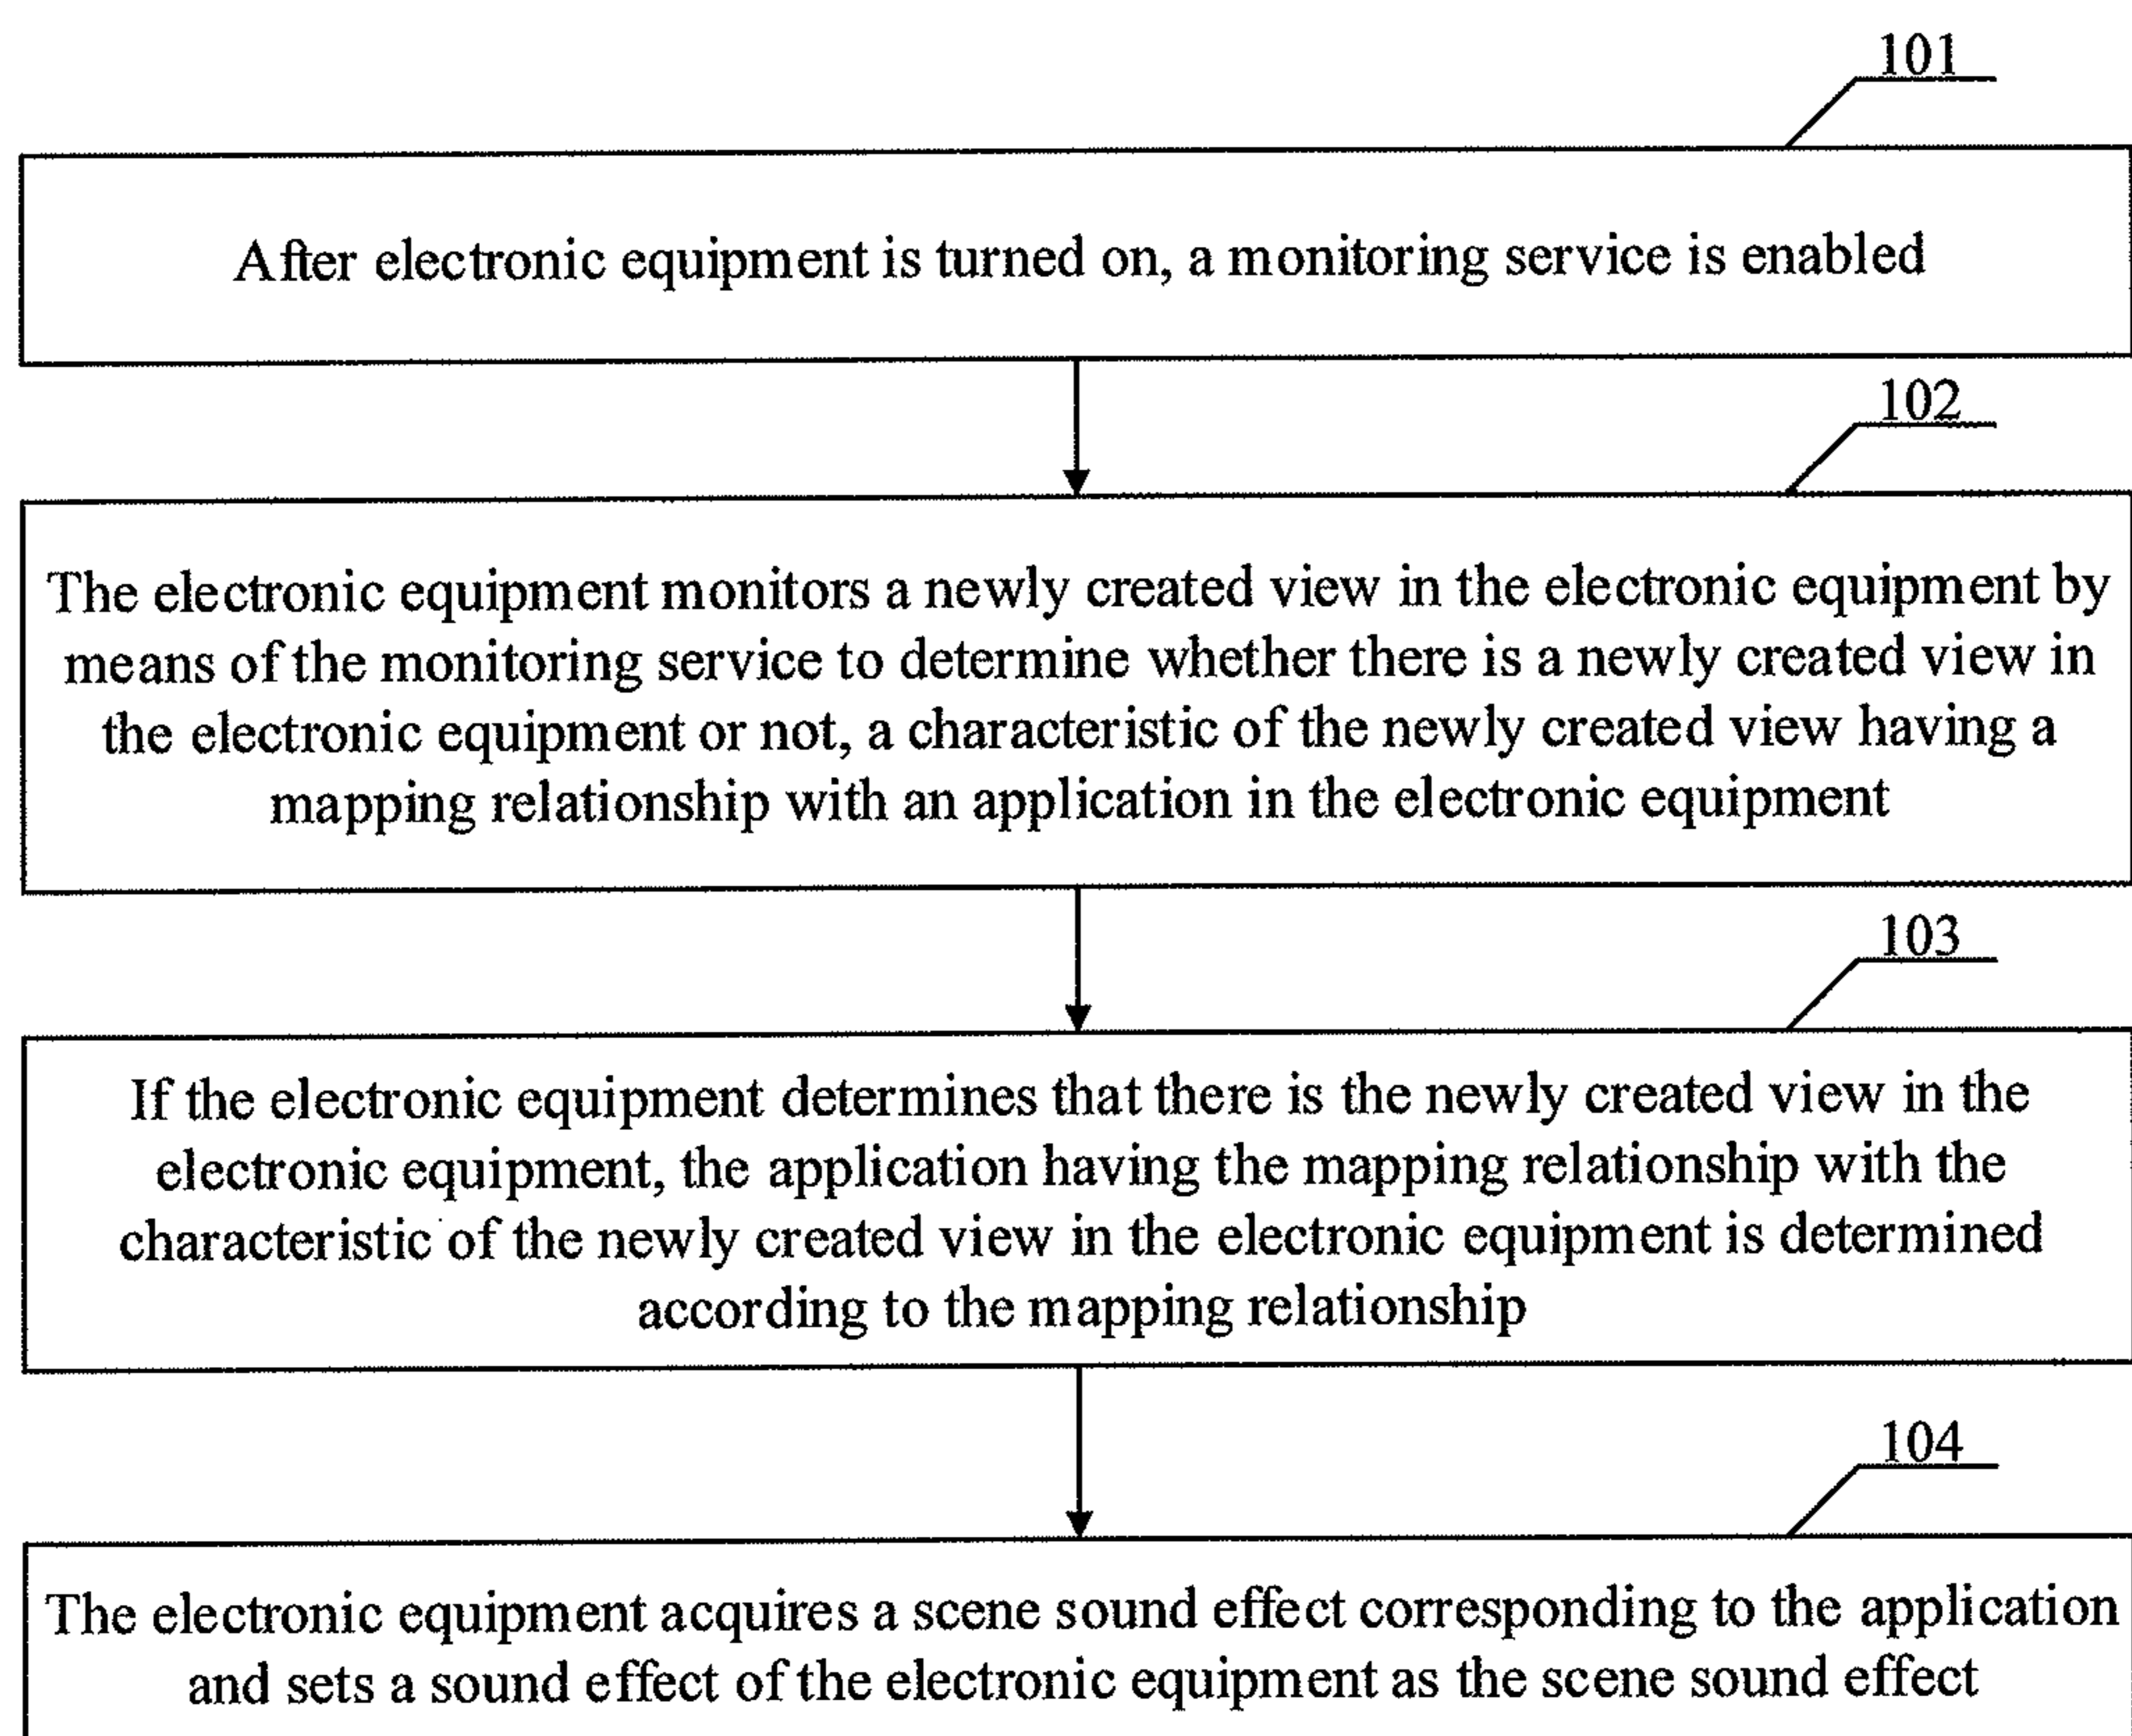 101
After electronic equipment is turned on, a monitoring service is enabled
102
The electronic equipment monitors a newly created view in the electronic equipment by
means of the monitoring service to determine whether there is a newly created view in
the electronic equipment or not, a characteristic of the newly created view having a
mapping relationship with an application in the electronic equipment
103
If the electronic equipment determines that there is the newly created view in the
electronic equipment, the application having the mapping relationship with the
characteristic of the newly created view in the electronic equipment is determined
according to the mapping relationship
104
The electronic equipment acquires a scene sound effect corresponding to the application
and sets a sound effect of the electronic equipment as the scene sound effect